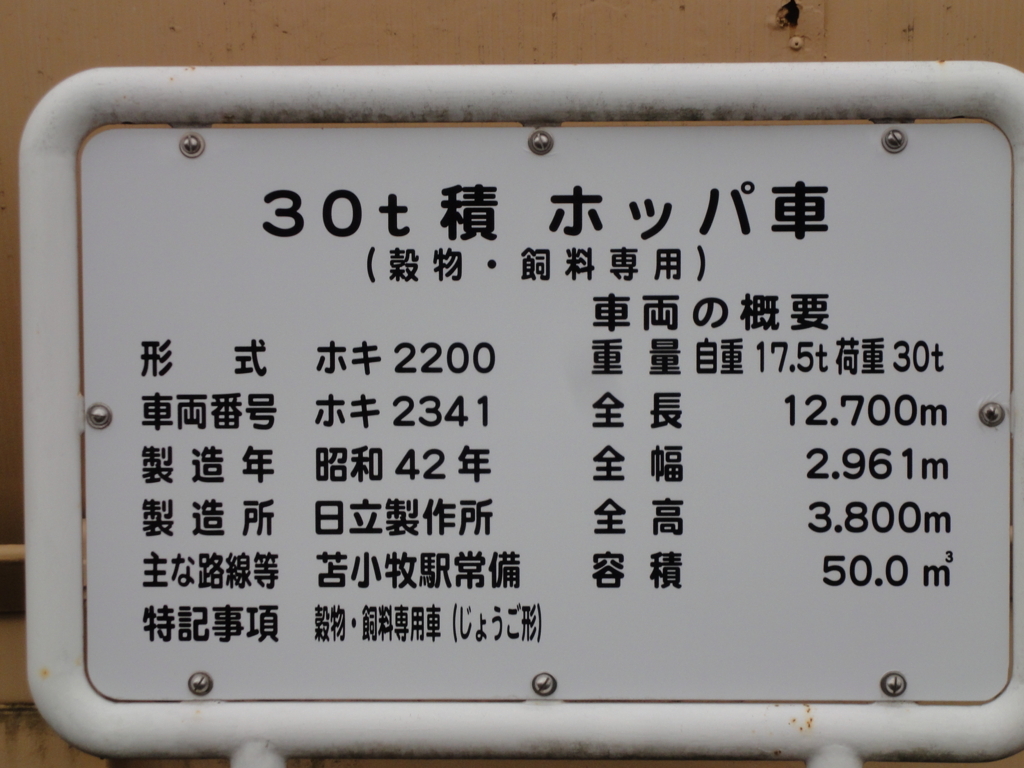 30t積 ホッパ車
(穀物・飼料専用)
車両の概要
形 式 ホキ2200 重 量 自重17.5t荷重30t
車両番号 ホキ2341 全 長 12.700m
製造年 昭和42年 全 幅 2.961m
製造所 日立製作所 全 高 3.800m
主な路線等 苫小牧駅常備 容 積 50.0㎥
特記事項 穀物・飼料専用車(じょうご形)